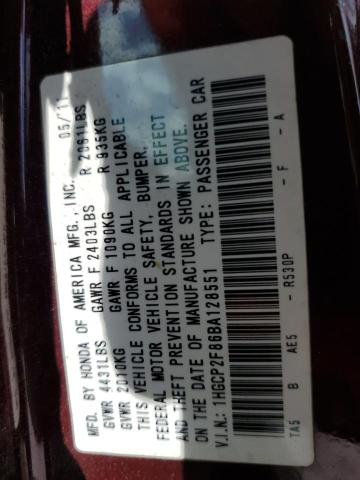 MFD. BY HONDA OF AMERICA MFG., INC. 05/11
GVWR 4431LBS GAWR F 2403LBS R 2061LBS
GVWR 2010KG GAWR F 1090KG R 935KG
THIS VEHICLE CONFORMS TO ALL APPLICABLE
FEDERAL MOTOR VEHICLE SAFETY, BUMPER,
AND THEFT PREVENTION STANDARDS IN EFFECT
ON THE DATE OF MANUFACTURE SHOWN ABOVE.
V.I.N.: 1HGCP2F86BA128551 TYPE: PASSENGER CAR
TA5 B AE5 - R530P - F - A